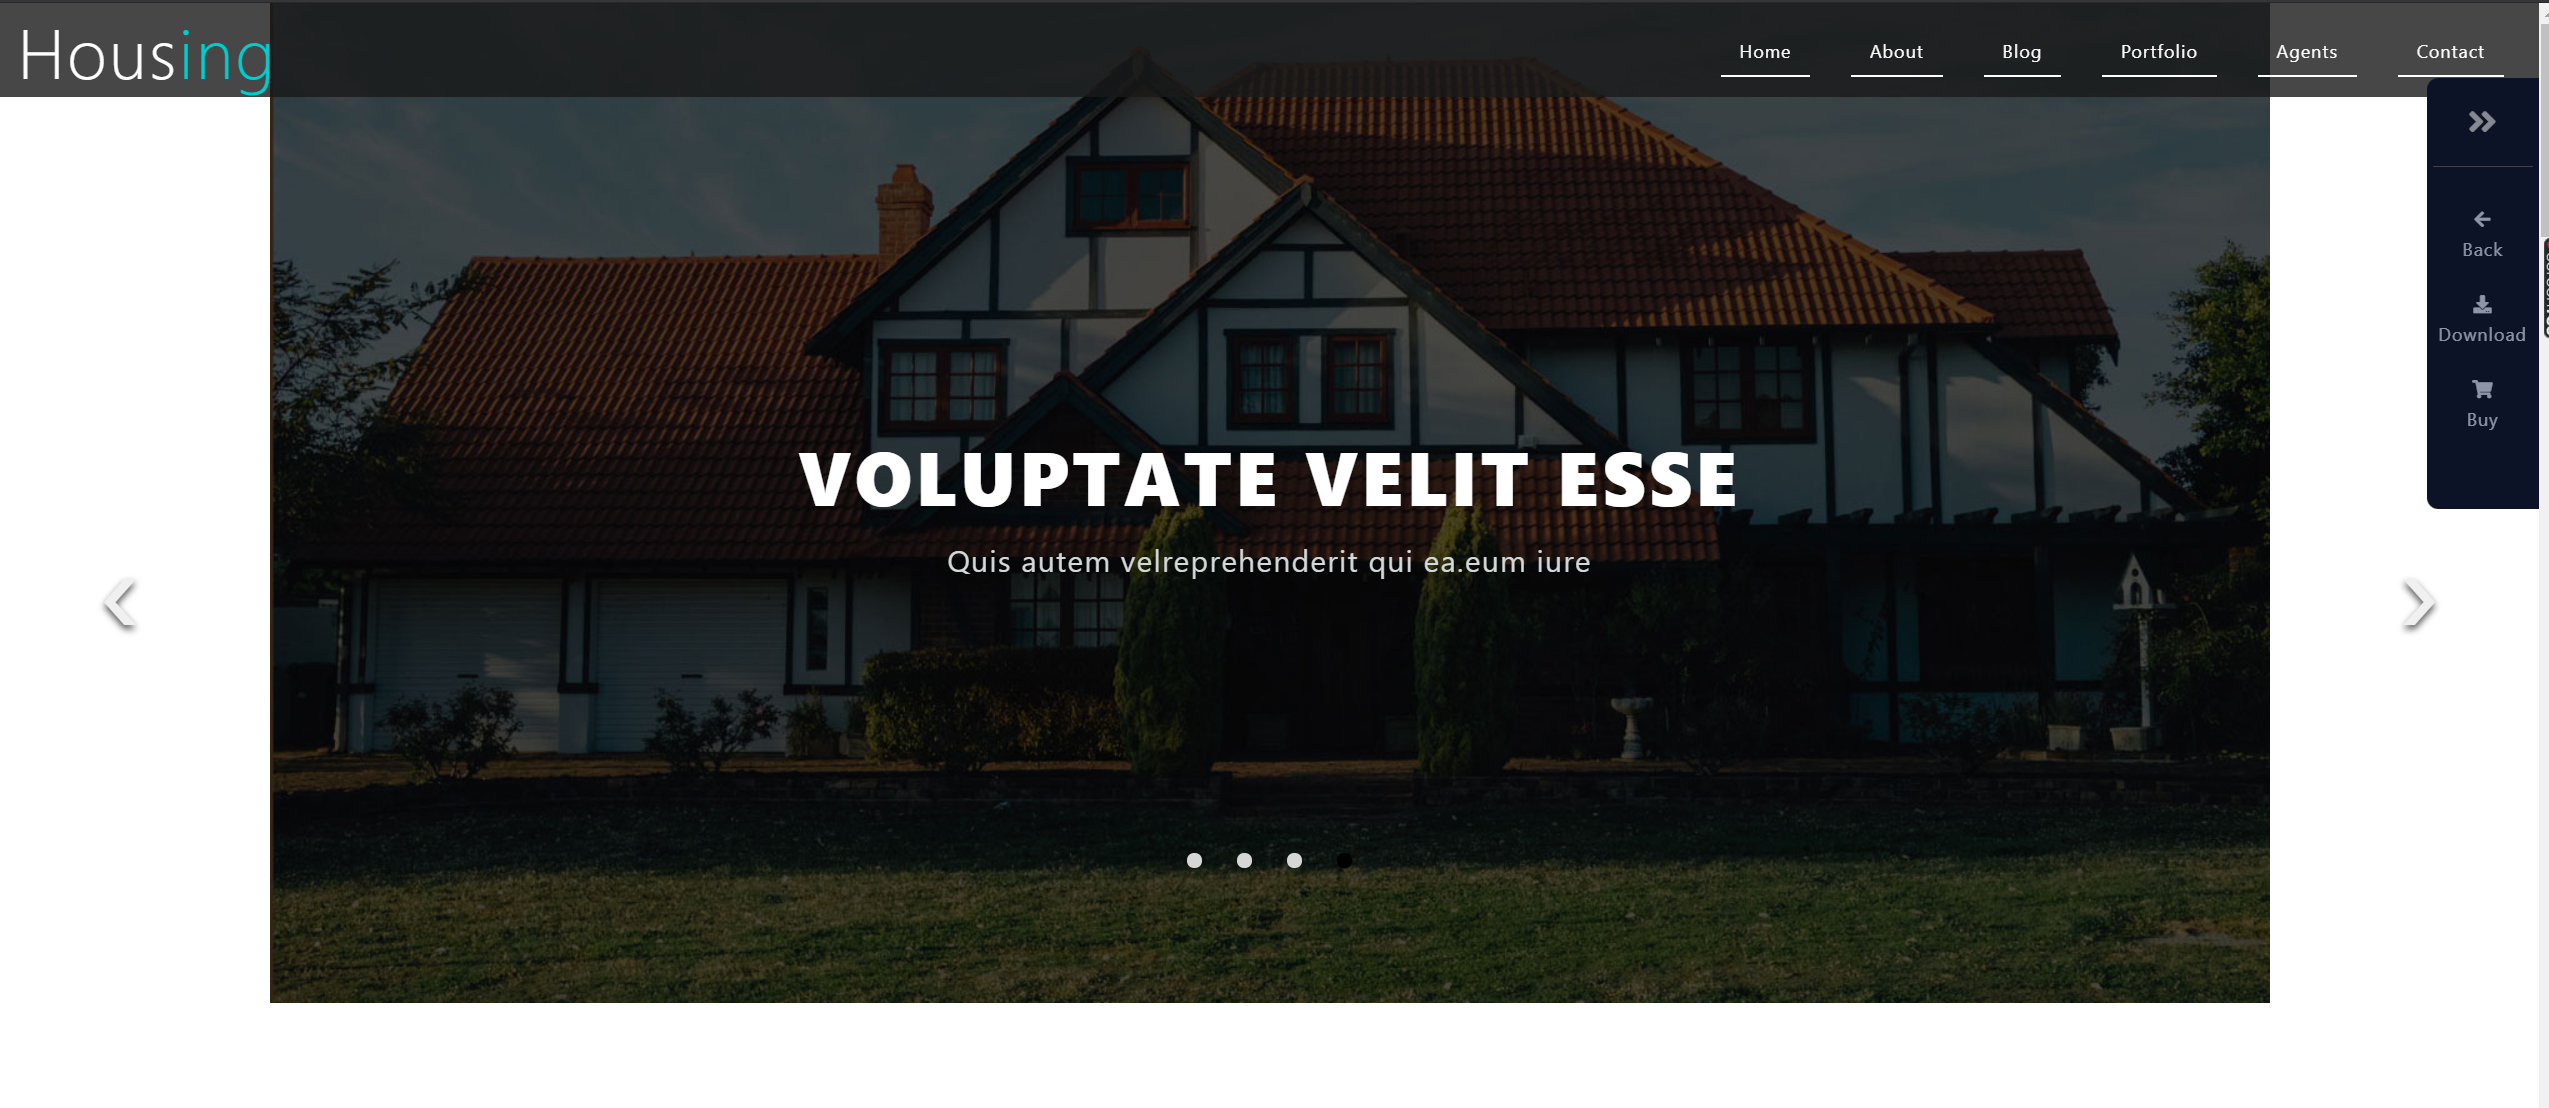 Housing
Home
About
Blog
Portfolio
Agents
Contact
Back
Download
Buy
VOLUPTATE VELIT ESSE
Quis autem velreprehenderit qui ea.eum iure